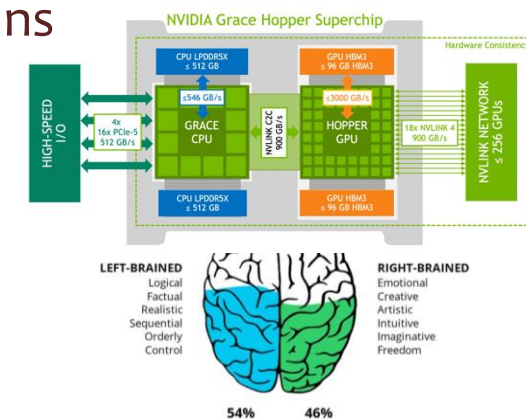 ns
NVIDIA Grace Hopper Superchip
Hardware Consistency
CPU LPDDR5X
≤ 512 GB
GPU HBM3
≤ 96 GB HBM3
≤546 GB/s
≤3000 GB/s
HIGH-SPEED
I/O
4x
16x PCIe-5
512 GB/s
GRACE
CPU
NVLINK C2C
900 GB/s
HOPPER
GPU
18x NVLINK 4
900 GB/s
NVLINK NETWORK
≤ 256 GPUs
CPU LPDDR5X
≤ 512 GB
GPU HBM3
≤ 96 GB HBM3
LEFT-BRAINED
Logical
Factual
Realistic
Sequential
Orderly
Control
RIGHT-BRAINED
Emotional
Creative
Artistic
Intuitive
Imaginative
Freedom
54%
46%